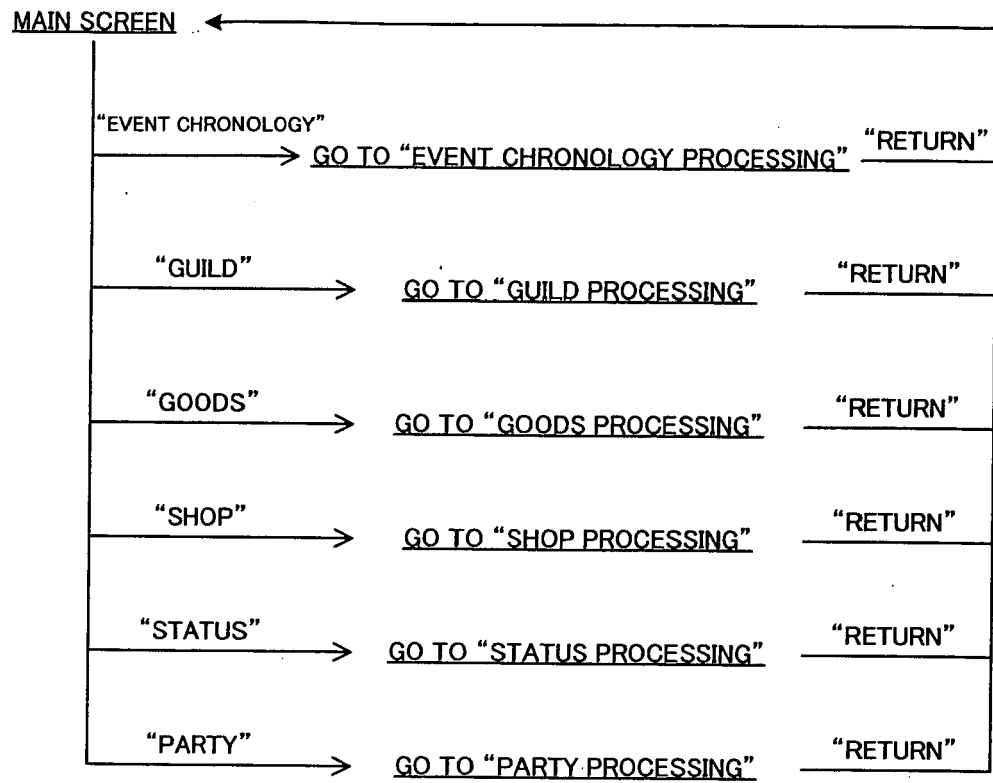 MAIN SCREEN
“EVENT CHRONOLOGY”
GO TO “EVENT CHRONOLOGY PROCESSING”
“RETURN”
“GUILD”
GO TO “GUILD PROCESSING”
“RETURN”
“GOODS”
GO TO “GOODS PROCESSING”
“RETURN”
“SHOP”
GO TO “SHOP PROCESSING”
“RETURN”
“STATUS”
GO TO “STATUS PROCESSING”
“RETURN”
“PARTY”
GO TO “PARTY PROCESSING”
“RETURN”